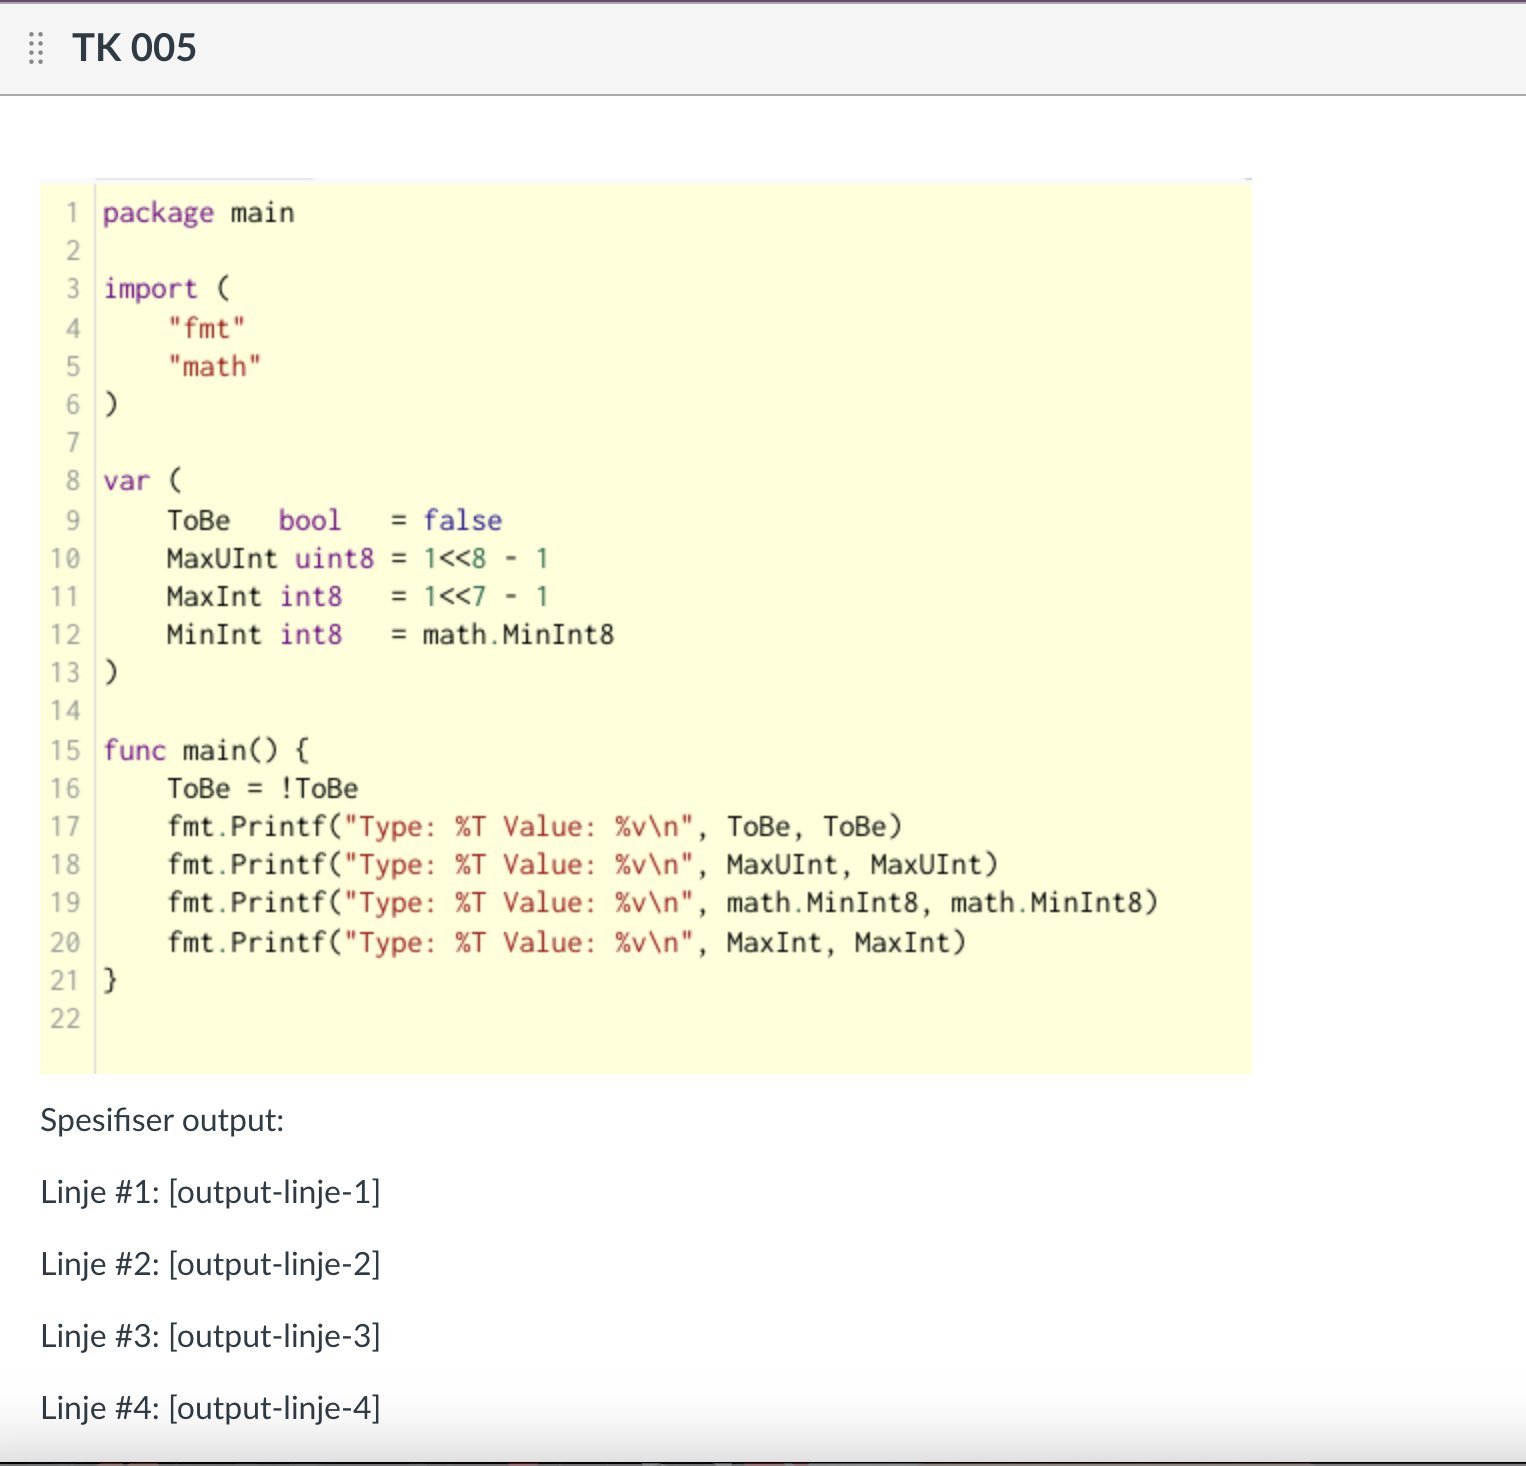 TK 005
1 package main
2
3 import (
4     "fmt"
5     "math"
6 )
7
8 var (
9     ToBe   bool   = false
10     MaxUInt uint8 = 1<<8 - 1
11     MaxInt int8   = 1<<7 - 1
12     MinInt int8   = math.MinInt8
13 )
14
15 func main() {
16     ToBe = !ToBe
17     fmt.Printf("Type: %T Value: %v\n", ToBe, ToBe)
18     fmt.Printf("Type: %T Value: %v\n", MaxUInt, MaxUInt)
19     fmt.Printf("Type: %T Value: %v\n", math.MinInt8, math.MinInt8)
20     fmt.Printf("Type: %T Value: %v\n", MaxInt, MaxInt)
21 }
22
Spesifiser output:
Linje #1: [output-linje-1]
Linje #2: [output-linje-2]
Linje #3: [output-linje-3]
Linje #4: [output-linje-4]